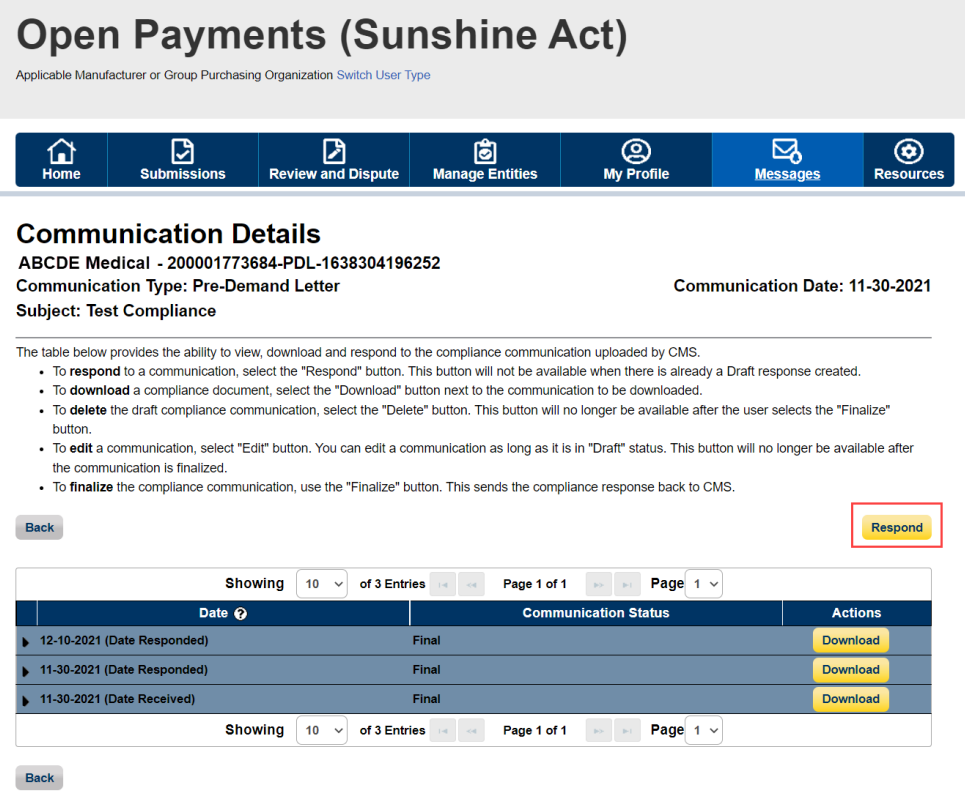 Open Payments (Sunshine Act)
Applicable Manufacturer or Group Purchasing Organization Switch User Type
Home Submissions Review and Dispute Manage Entities My Profile Messages Resources
Communication Details
ABCDE Medical - 200001773684-PDL-1638304196252
Communication Type: Pre-Demand Letter Communication Date: 11-30-2021
Subject: Test Compliance
The table below provides the ability to view, download and respond to the compliance communication uploaded by CMS.
• To respond to a communication, select the "Respond" button. This button will not be available when there is already a Draft response created.
• To download a compliance document, select the "Download" button next to the communication to be downloaded.
• To delete the draft compliance communication, select the "Delete" button. This button will no longer be available after the user selects the "Finalize"
button.
• To edit a communication, select "Edit" button. You can edit a communication as long as it is in "Draft" status. This button will no longer be available after
the communication is finalized.
• To finalize the compliance communication, use the "Finalize" button. This sends the compliance response back to CMS.
Back Respond
Showing 10 of 3 Entries Page 1 of 1 Page 1
Date ? Communication Status Actions
12-10-2021 (Date Responded) Final Download
11-30-2021 (Date Responded) Final Download
11-30-2021 (Date Received) Final Download
Showing 10 of 3 Entries Page 1 of 1 Page 1
Back